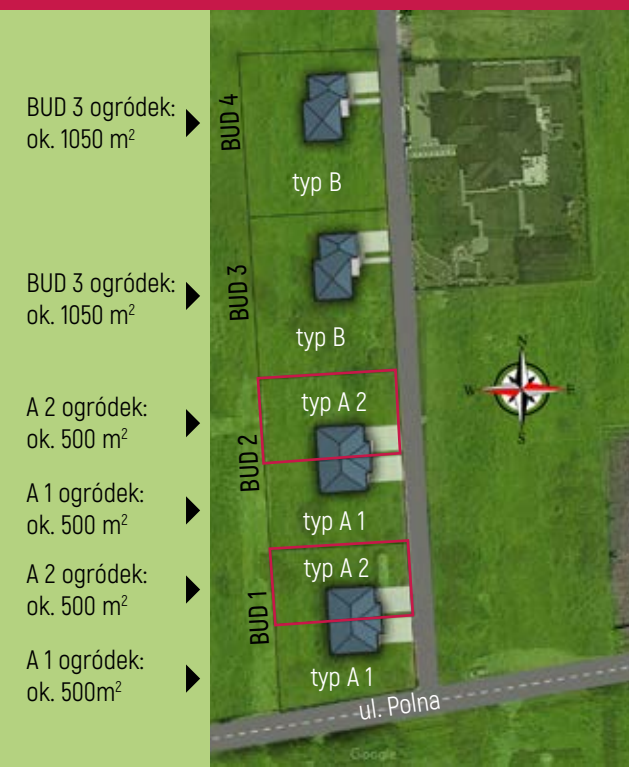 BUD 3 ogródek:
ok. 1050 m²
BUD 3 ogródek:
ok. 1050 m²
A 2 ogródek:
ok. 500 m²
A 1 ogródek:
ok. 500 m²
A 2 ogródek:
ok. 500 m²
A 1 ogródek:
ok. 500m²
BUD 4
typ B
BUD 3
typ B
BUD 2
typ A 2
typ A 1
BUD 1
typ A 2
typ A 1
N
W
E
S
ul. Polna
Google